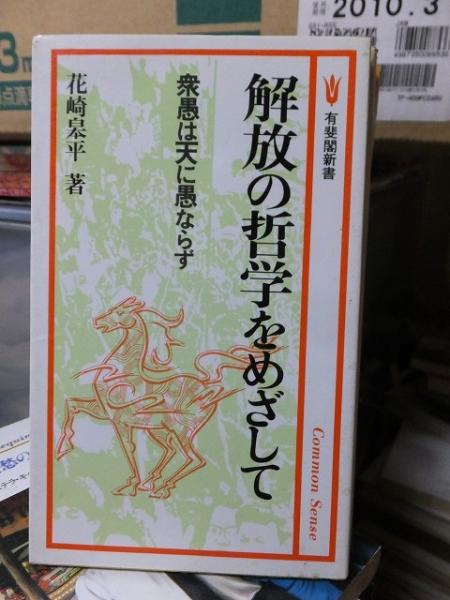 解放の哲学をめざして
衆愚は天に愚ならず
花崎皋平 著
有斐閣新書
Common Sense
2010.3